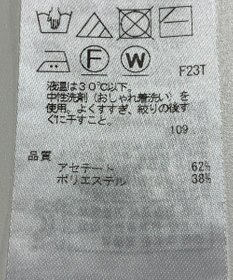 F
W
F23T
液温は30℃以下。
中性洗剤(おしゃれ着洗い)を
使用。よくすすぎ、絞りの後す
ぐに干すこと。
109
品質
アセテート 62%
ポリエステル 38%